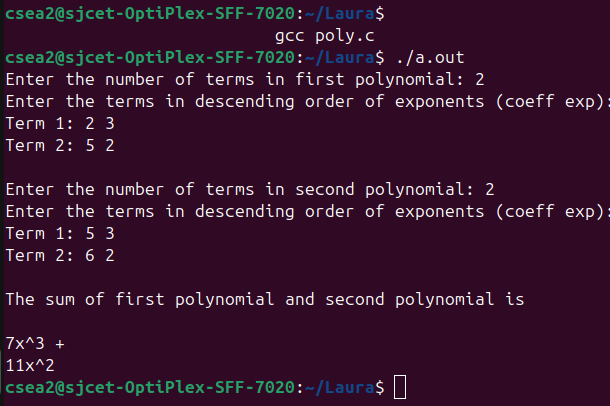 csea2@sjcet-OptiPlex-SFF-7020:~/Laura$
gcc poly.c
csea2@sjcet-OptiPlex-SFF-7020:~/Laura$ ./a.out
Enter the number of terms in first polynomial: 2
Enter the terms in descending order of exponents (coeff exp):
Term 1: 2 3
Term 2: 5 2
Enter the number of terms in second polynomial: 2
Enter the terms in descending order of exponents (coeff exp):
Term 1: 5 3
Term 2: 6 2
The sum of first polynomial and second polynomial is
7x^3 +
11x^2
csea2@sjcet-OptiPlex-SFF-7020:~/Laura$